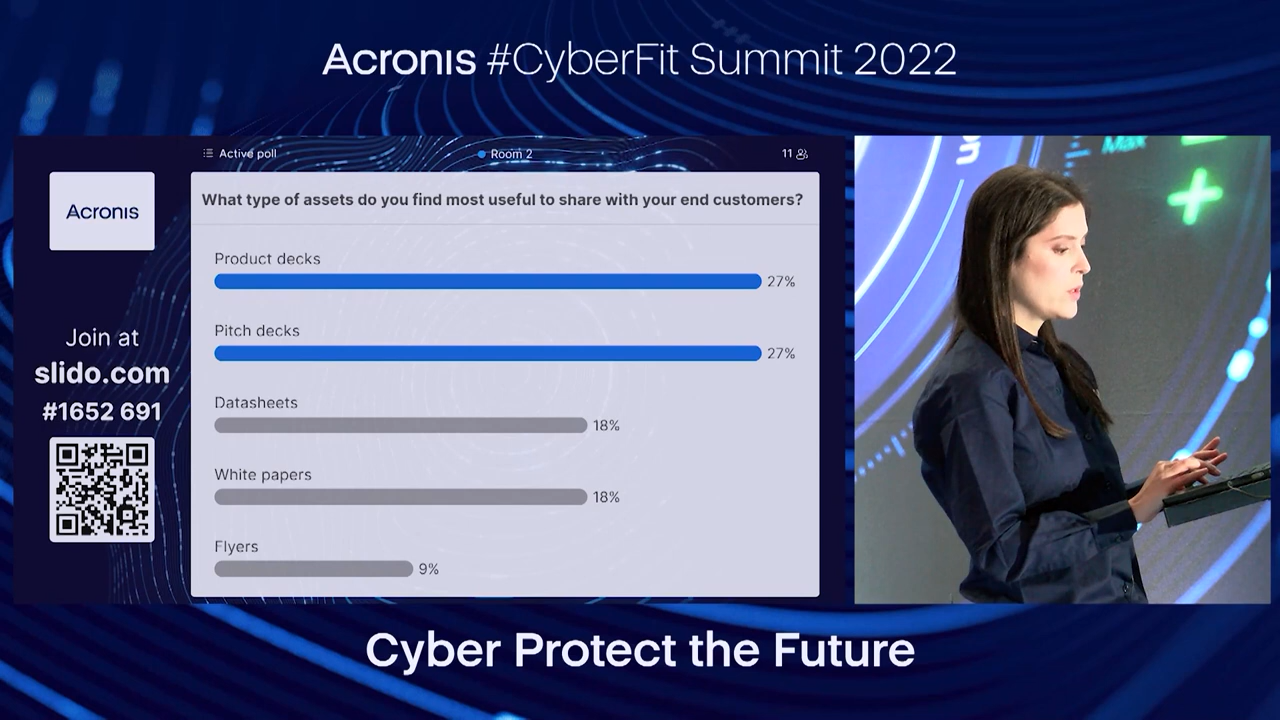 Acronis #CyberFit Summit 2022
Active poll
Room 2
11
Acronis
What type of assets do you find most useful to share with your end customers?
Product decks
27%
Pitch decks
27%
Datasheets
18%
White papers
18%
Flyers
9%
Join at
slido.com
#1652 691
Max
Cyber Protect the Future